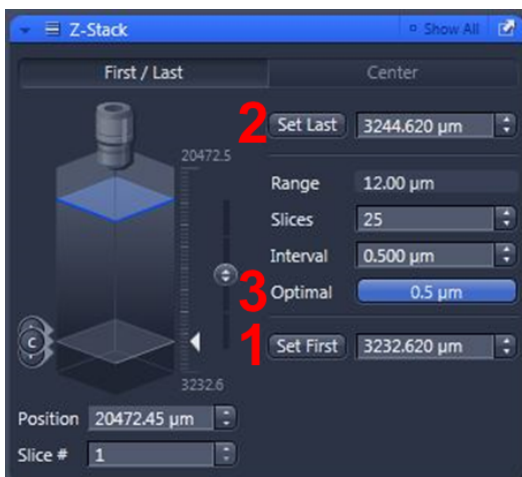 Z-Stack
Show All
First / Last
Center
2 Set Last 3244.620 µm
20472.5
Range 12.00 µm
Slices 25
Interval 0.500 µm
3 Optimal 0.5 µm
C
1 Set First 3232.620 µm
3232.6
Position 20472.45 µm
Slice # 1